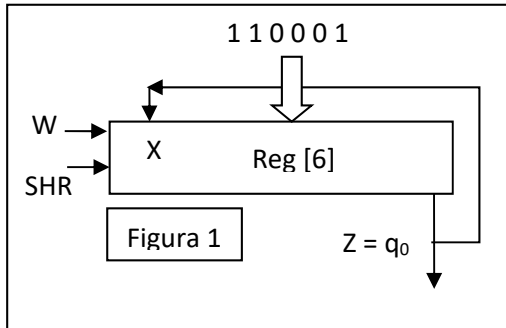 1 1 0 0 0 1
W
X
Reg [6]
SHR
Figura 1
Z = q₀